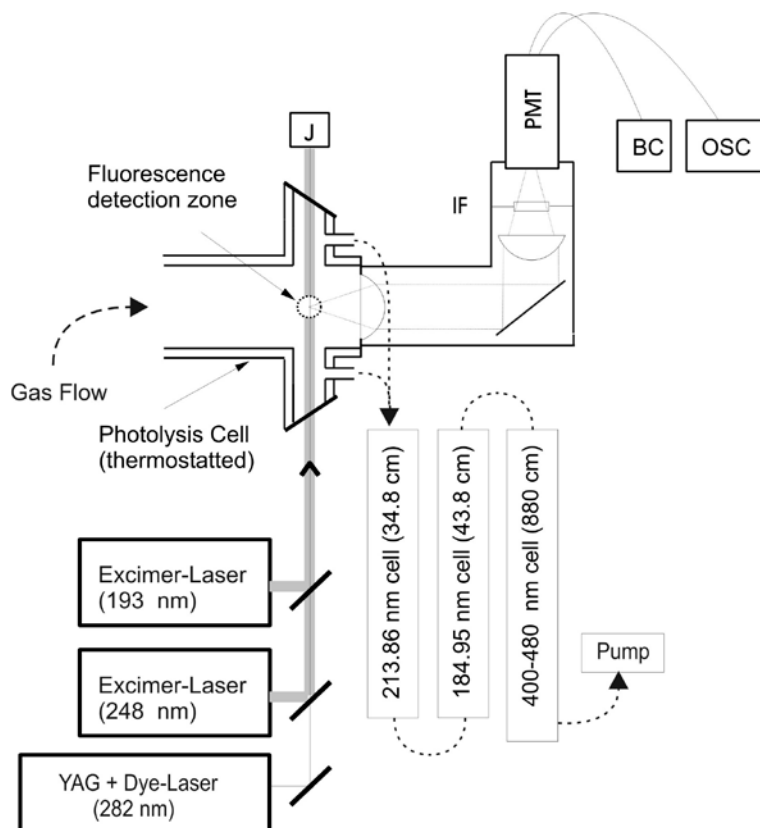 PMT
BC
OSC
J
Fluorescence
detection zone
IF
Gas Flow
Photolysis Cell
(thermostatted)
213.86 nm cell (34.8 cm)
184.95 nm cell (43.8 cm)
400-480 nm cell (880 cm)
Excimer-Laser
(193 nm)
Pump
Excimer-Laser
(248 nm)
YAG + Dye-Laser
(282 nm)